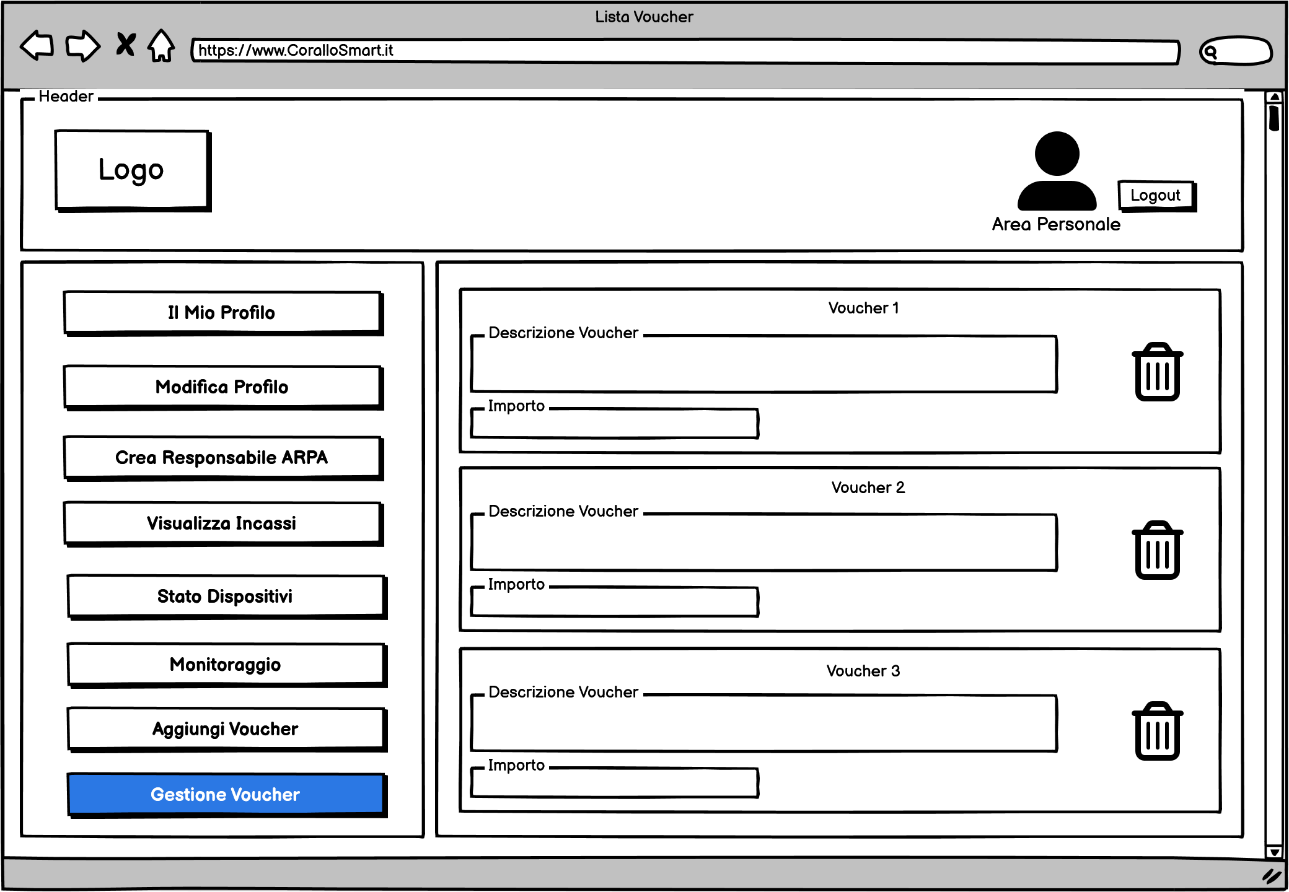 Lista Voucher
https://www.CoralloSmart.it
Header
Logo
Logout
Area Personale
Il Mio Profilo
Modifica Profilo
Crea Responsabile ARPA
Visualizza Incassi
Stato Dispositivi
Monitoraggio
Aggiungi Voucher
Gestione Voucher
Voucher 1
Descrizione Voucher
Importo
Voucher 2
Descrizione Voucher
Importo
Voucher 3
Descrizione Voucher
Importo